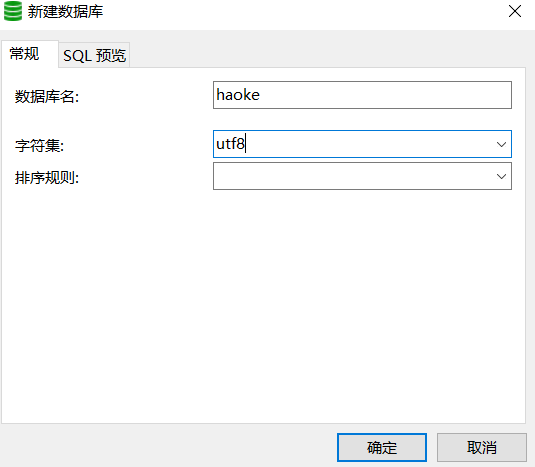 新建数据库
常规
SQL 预览
数据库名:
haoke
字符集:
utf8
排序规则:
确定
取消